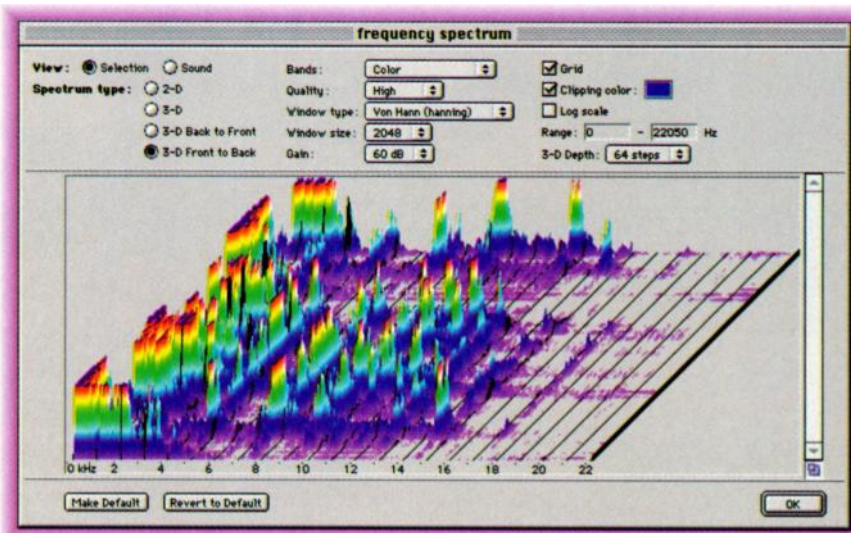 frequency spectrum
View: Selection Sound
Spectrum type: 2-D
3-D
3-D Back to Front
3-D Front to Back
Bands: Color
Quality: High
Window type: Von Hann (hanning)
Window size: 2048
Gain: 60 dB
Grid
Clipping color:
Log scale
Range: 0 - 22050 Hz
3-D Depth: 64 steps
0 kHz 2 4 6 8 10 12 14 16 18 20 22
Make Default Revert to Default OK